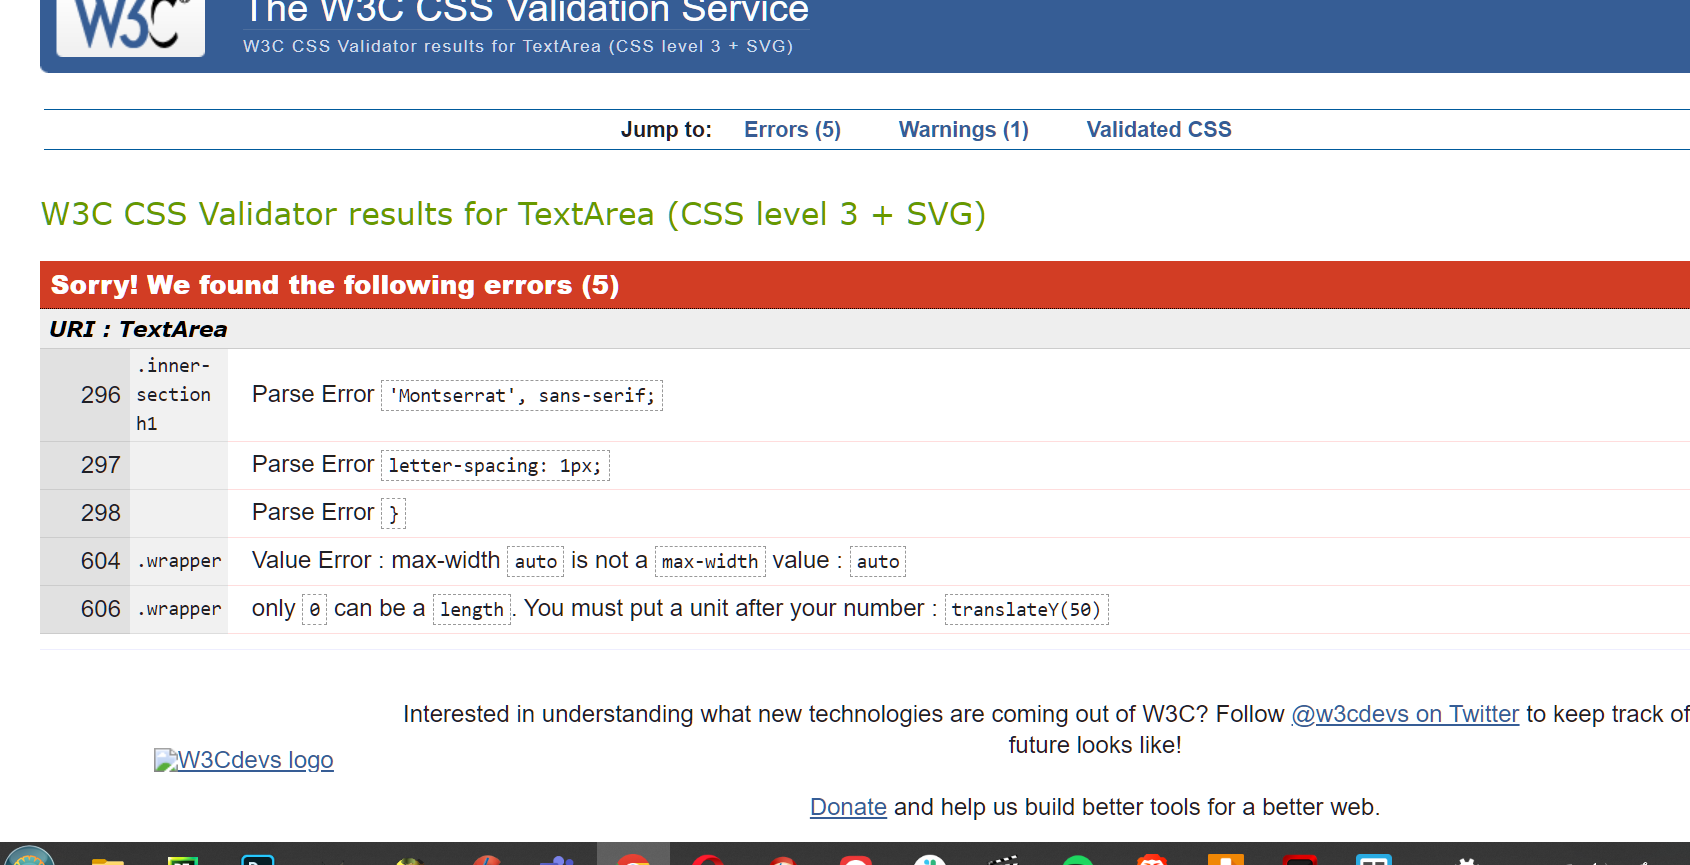 W3C
The W3C CSS Validation Service
W3C CSS Validator results for TextArea (CSS level 3 + SVG)
Jump to: Errors (5) Warnings (1) Validated CSS
W3C CSS Validator results for TextArea (CSS level 3 + SVG)
Sorry! We found the following errors (5)
URI : TextArea
296 .inner-section h1 Parse Error 'Montserrat', sans-serif;
297 Parse Error letter-spacing: 1px;
298 Parse Error }
604 .wrapper Value Error : max-width auto is not a max-width value : auto
606 .wrapper only 0 can be a length. You must put a unit after your number : translateY(50)
Interested in understanding what new technologies are coming out of W3C? Follow @w3cdevs on Twitter to keep track of
future looks like!
W3Cdevs logo
Donate and help us build better tools for a better web.